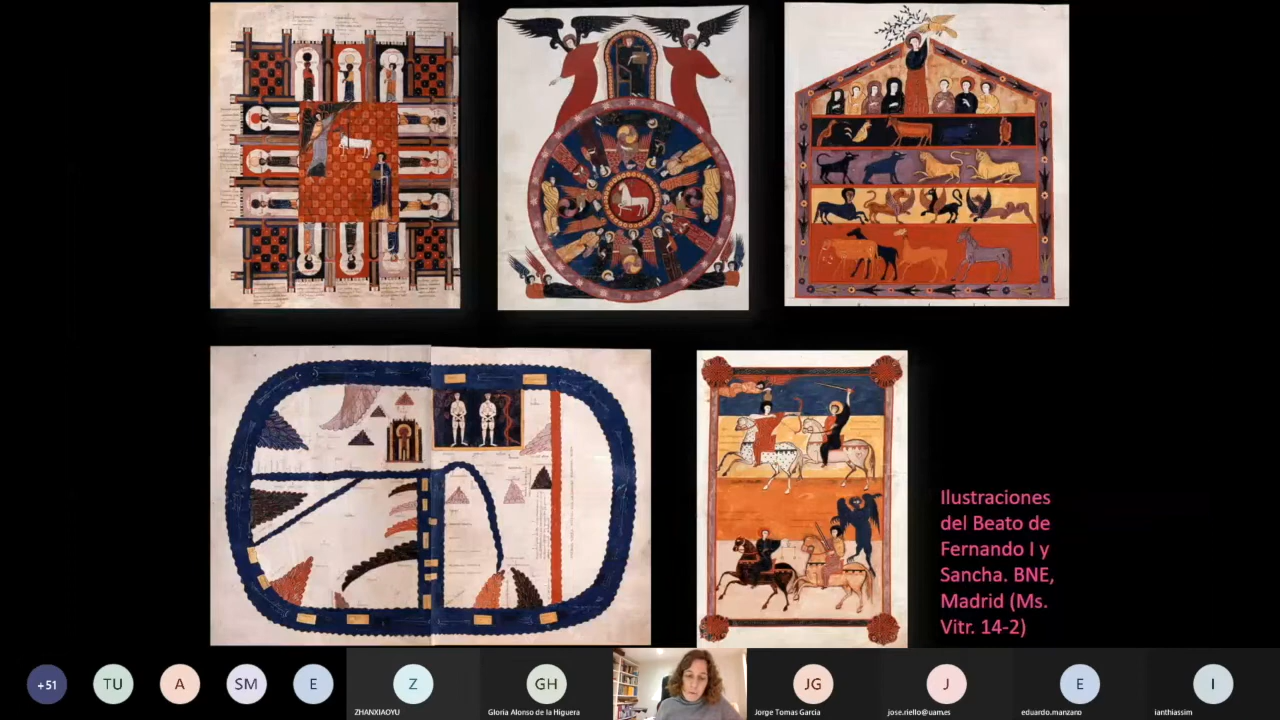 Ilustraciones
del Beato de
Fernando I y
Sancha. BNE,
Madrid (Ms.
Vitr. 14-2)
+51
TU
A
SM
E
Z
GH
JG
J
E
I
ZHANXIAOYU
Gloria Alonso de la Higuera
Jorge Tomas Garcia
jose.riello@uam.es
eduardo.manzano
ianthiassim